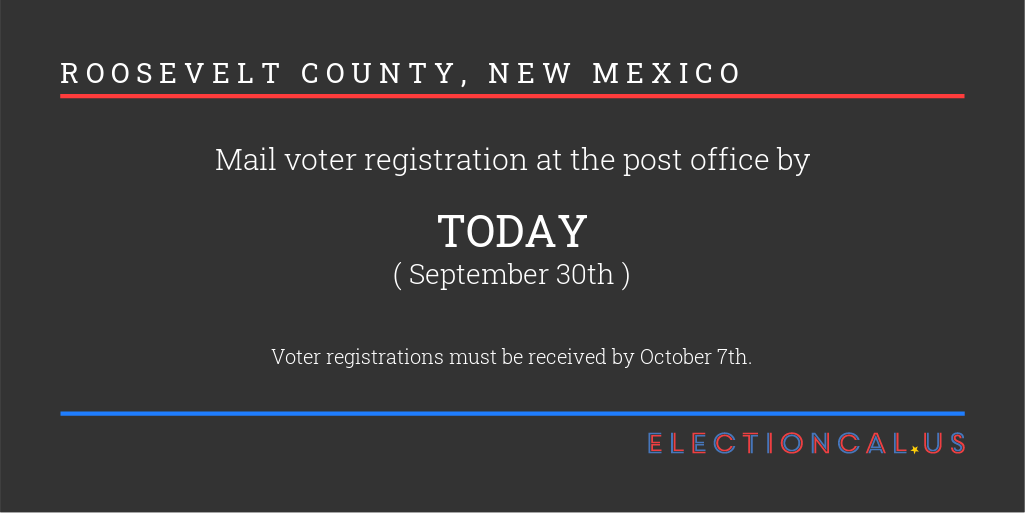 ROOSEVELT COUNTY, NEW MEXICO
Mail voter registration at the post office by
TODAY
( September 30th )
Voter registrations must be received by October 7th.
ELECTIONCAL.US